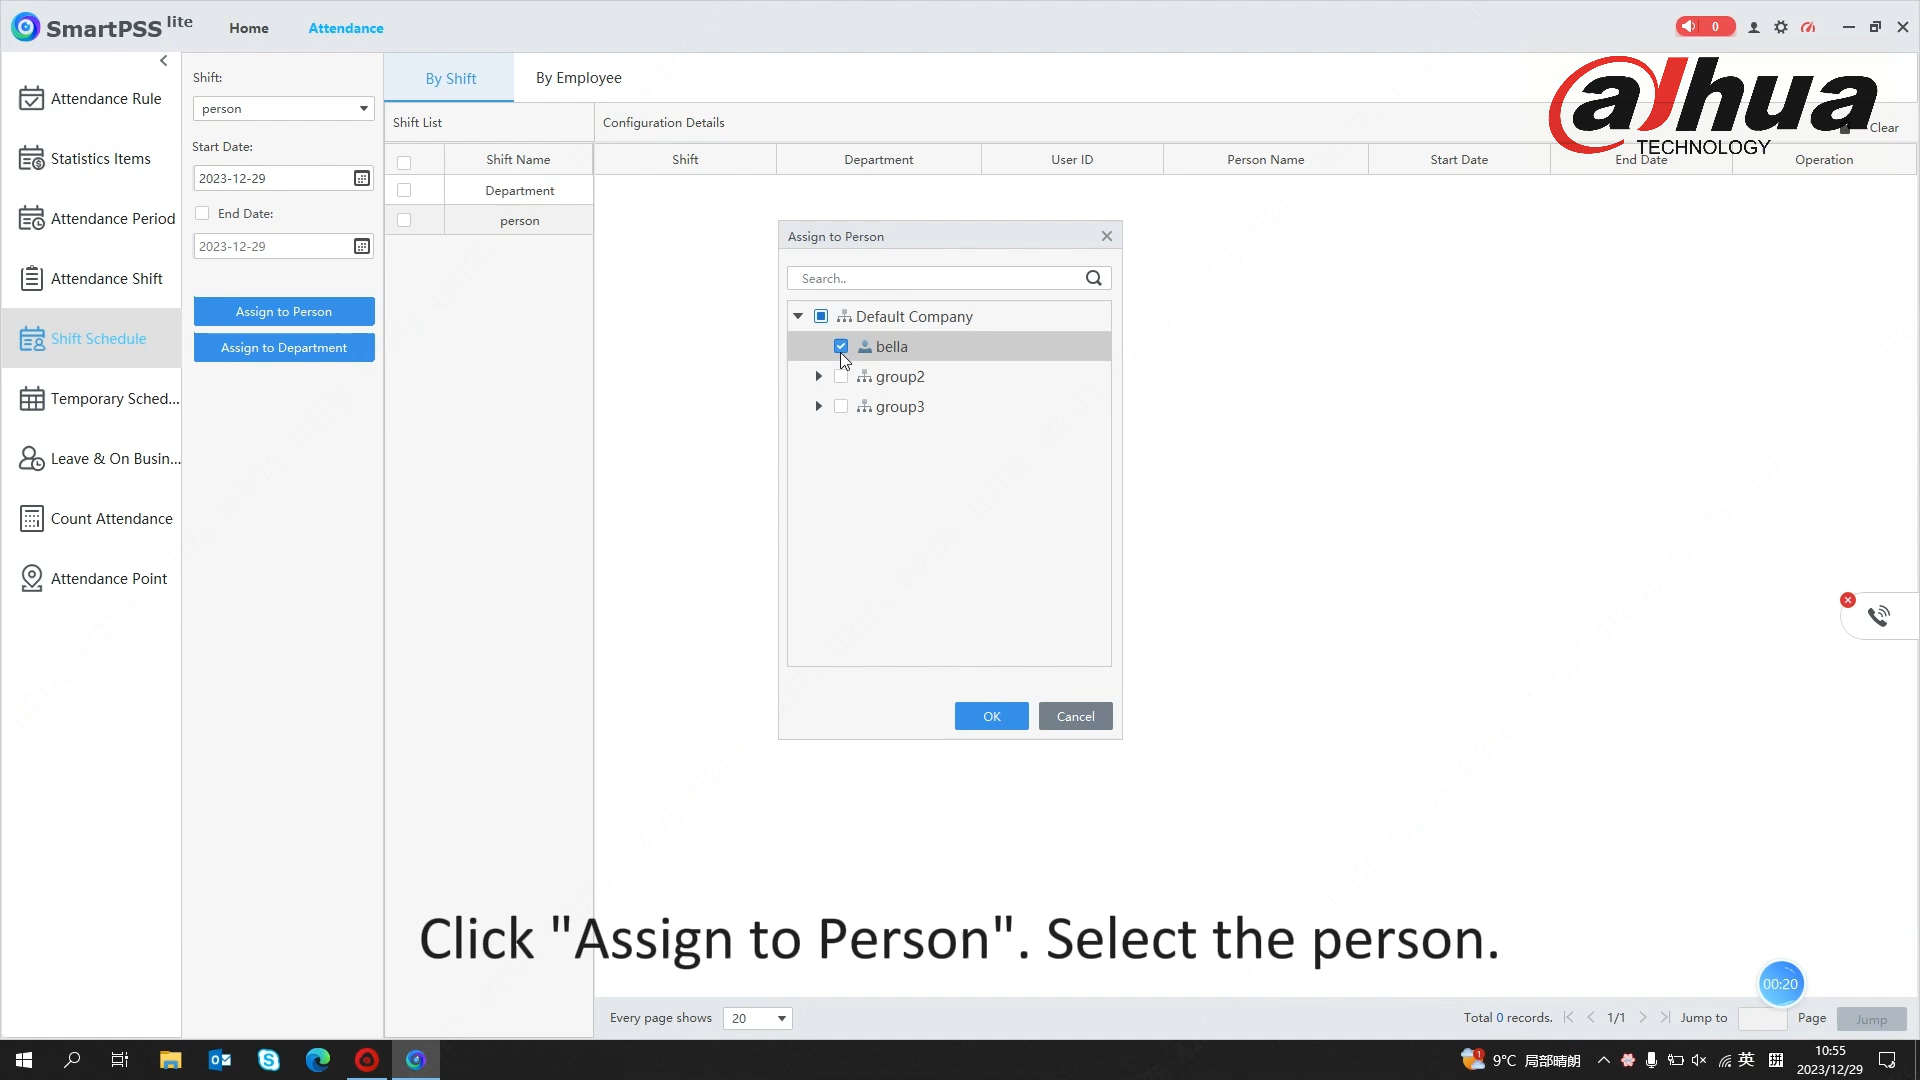 SmartPSS lite
Home
Attendance
0
Attendance Rule
Statistics Items
Attendance Period
Attendance Shift
Shift Schedule
Temporary Sched...
Leave & On Busin...
Count Attendance
Attendance Point
Shift:
person
Start Date:
2023-12-29
End Date:
2023-12-29
Assign to Person
Assign to Department
By Shift
By Employee
Shift List
Shift Name
Department
person
Configuration Details
Clear
alhua
TECHNOLOGY
Shift
Department
User ID
Person Name
Start Date
End Date
Operation
Assign to Person
Search..
Default Company
bella
group2
group3
OK
Cancel
Click "Assign to Person". Select the person.
00:20
Every page shows
20
Total 0 records.
1/1
Jump to
Page
Jump
1
9°C 局部晴朗
英
拼
10:55
2023/12/29